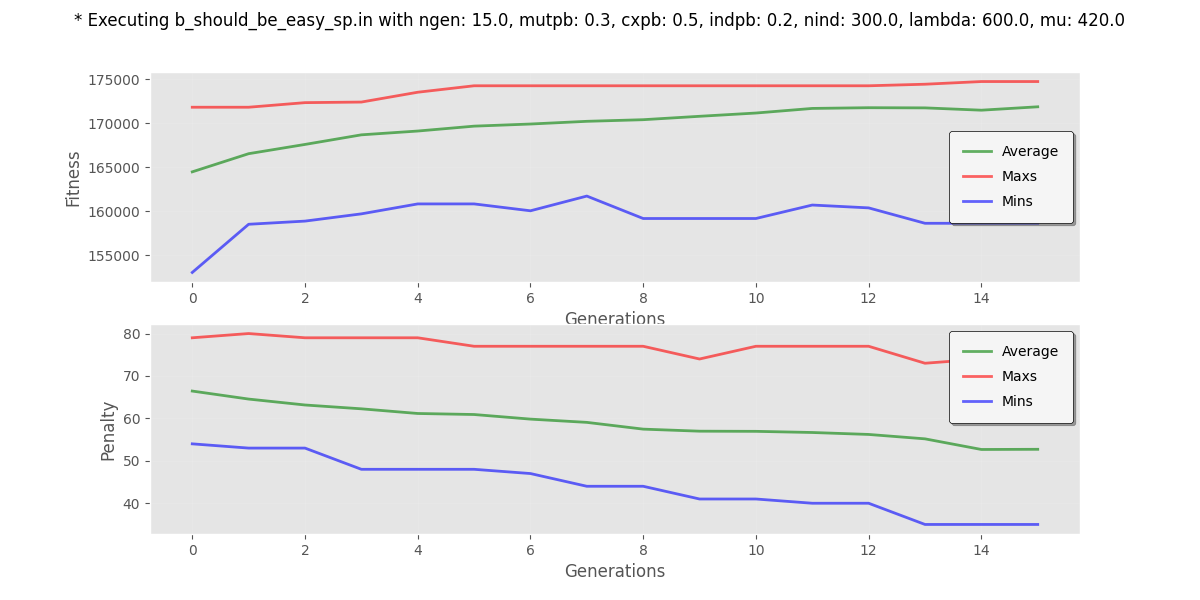 * Executing b_should_be_easy_sp.in with ngen: 15.0, mutpb: 0.3, cxpb: 0.5, indpb: 0.2, nind: 300.0, lambda: 600.0, mu: 420.0
175000
170000
165000
160000
155000
Fitness
Average
Maxs
Mins
0 2 4 6 8 10 12 14
Generations
80
70
60
50
40
Penalty
Average
Maxs
Mins
0 2 4 6 8 10 12 14
Generations